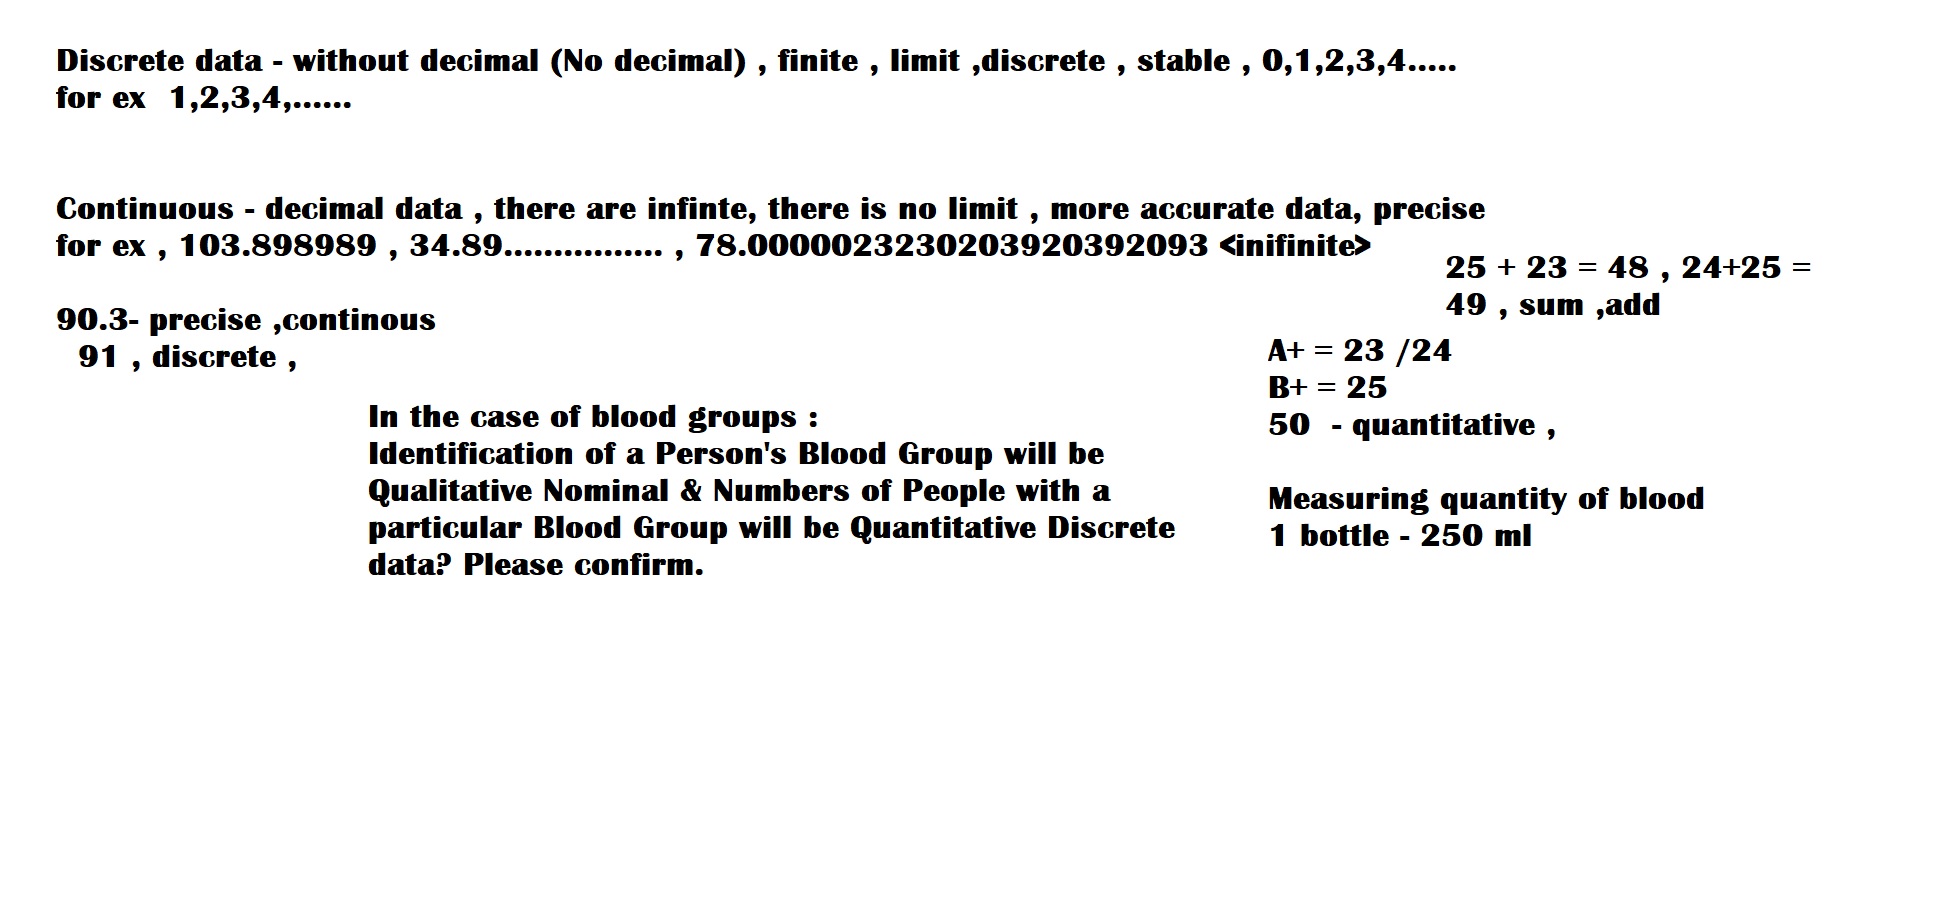 Discrete data - without decimal (No decimal) , finite , limit ,discrete , stable , 0,1,2,3,4.....
for ex  1,2,3,4,......
Continuous - decimal data , there are infinte, there is no limit , more accurate data, precise
for ex , 103.898989 , 34.89............... , 78.0000023230203920392093 <inifinite>
90.3- precise ,continous
91 , discrete ,
In the case of blood groups :
Identification of a Person's Blood Group will be
Qualitative Nominal & Numbers of People with a
particular Blood Group will be Quantitative Discrete
data? Please confirm.
25 + 23 = 48 , 24+25 =
49 , sum ,add
A+ = 23 /24
B+ = 25
50  - quantitative ,
Measuring quantity of blood
1 bottle - 250 ml